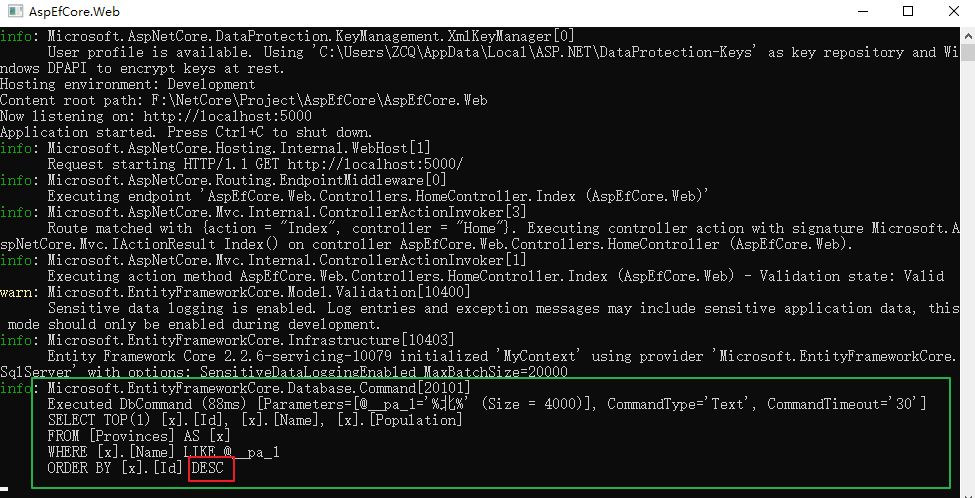 AspEfCore.Web
info: Microsoft.AspNetCore.DataProtection.KeyManagement.XmlKeyManager[0]
User profile is available. Using 'C:\Users\ZCQ\AppData\Local\ASP.NET\DataProtection-Keys' as key repository and Wi
ndows DPAPI to encrypt keys at rest.
Hosting environment: Development
Content root path: F:\NetCore\Project\AspEfCore\AspEfCore.Web
Now listening on: http://localhost:5000
Application started. Press Ctrl+C to shut down.
info: Microsoft.AspNetCore.Hosting.Internal.WebHost[1]
Request starting HTTP/1.1 GET http://localhost:5000/
info: Microsoft.AspNetCore.Routing.EndpointMiddleware[0]
Executing endpoint 'AspEfCore.Web.Controllers.HomeController.Index (AspEfCore.Web)'
info: Microsoft.AspNetCore.Mvc.Internal.ControllerActionInvoker[3]
Route matched with {action = "Index", controller = "Home"}. Executing controller action with signature Microsoft.A
spNetCore.Mvc.IActionResult Index() on controller AspEfCore.Web.Controllers.HomeController (AspEfCore.Web).
info: Microsoft.AspNetCore.Mvc.Internal.ControllerActionInvoker[1]
Executing action method AspEfCore.Web.Controllers.HomeController.Index (AspEfCore.Web) - Validation state: Valid
warn: Microsoft.EntityFrameworkCore.Model.Validation[10400]
Sensitive data logging is enabled. Log entries and exception messages may include sensitive application data, this
mode should only be enabled during development.
info: Microsoft.EntityFrameworkCore.Infrastructure[10403]
Entity Framework Core 2.2.6-servicing-10079 initialized 'MyContext' using provider 'Microsoft.EntityFrameworkCore.
SqlServer' with options: SensitiveDataLoggingEnabled MaxBatchSize=20000
info: Microsoft.EntityFrameworkCore.Database.Command[20101]
Executed DbCommand (88ms) [Parameters=[@__pa_1= (Size = 4000)], CommandType='Text', CommandTimeout='30']
SELECT TOP(1) [x].[Id], [x].[Name], [x].[Population]
FROM [Provinces] AS [x]
WHERE [x].[Name] LIKE @__pa_1
ORDER BY [x].[Id] DESC